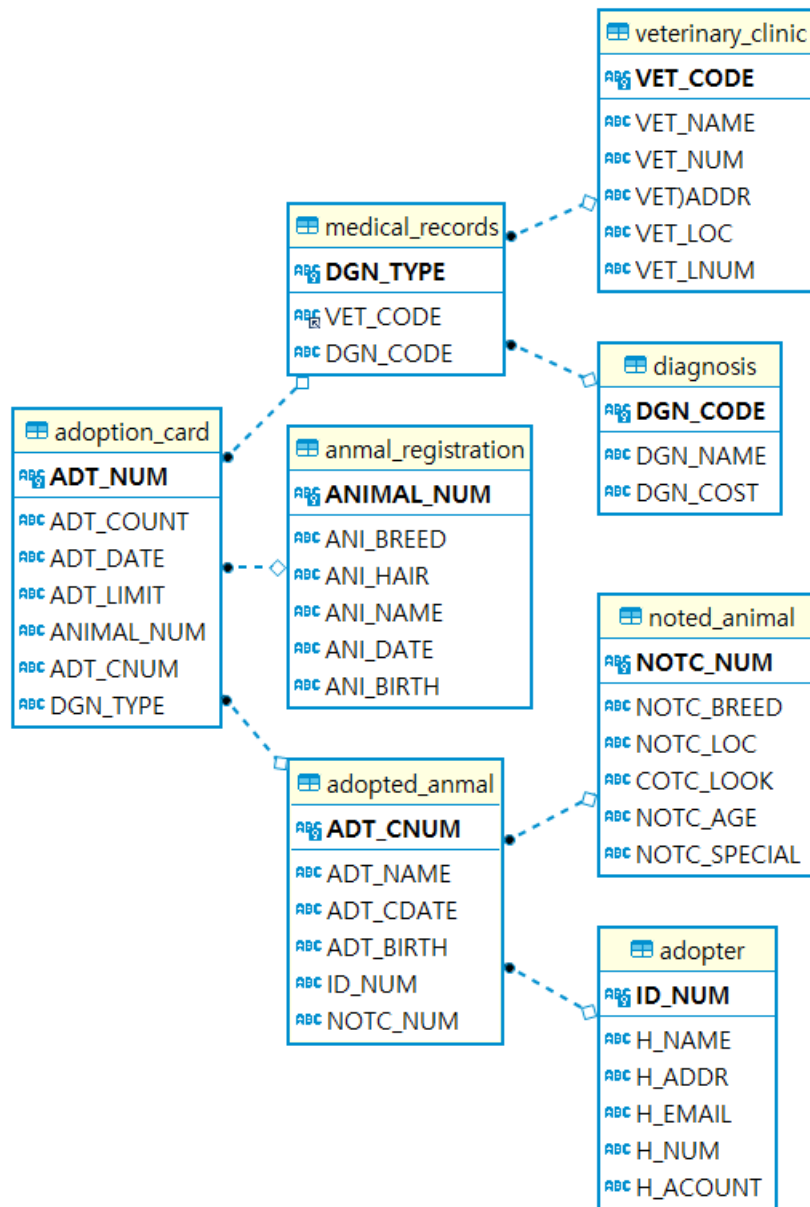 veterinary_clinic
VET_CODE
VET_NAME
VET_NUM
VET)ADDR
VET_LOC
VET_LNUM
medical_records
DGN_TYPE
VET_CODE
DGN_CODE
diagnosis
DGN_CODE
DGN_NAME
DGN_COST
adoption_card
ADT_NUM
ADT_COUNT
ADT_DATE
ADT_LIMIT
ANIMAL_NUM
ADT_CNUM
DGN_TYPE
anmal_registration
ANIMAL_NUM
ANI_BREED
ANI_HAIR
ANI_NAME
ANI_DATE
ANI_BIRTH
noted_animal
NOTC_NUM
NOTC_BREED
NOTC_LOC
COTC_LOOK
NOTC_AGE
NOTC_SPECIAL
adopted_anmal
ADT_CNUM
ADT_NAME
ADT_CDATE
ADT_BIRTH
ID_NUM
NOTC_NUM
adopter
ID_NUM
H_NAME
H_ADDR
H_EMAIL
H_NUM
H_ACOUNT